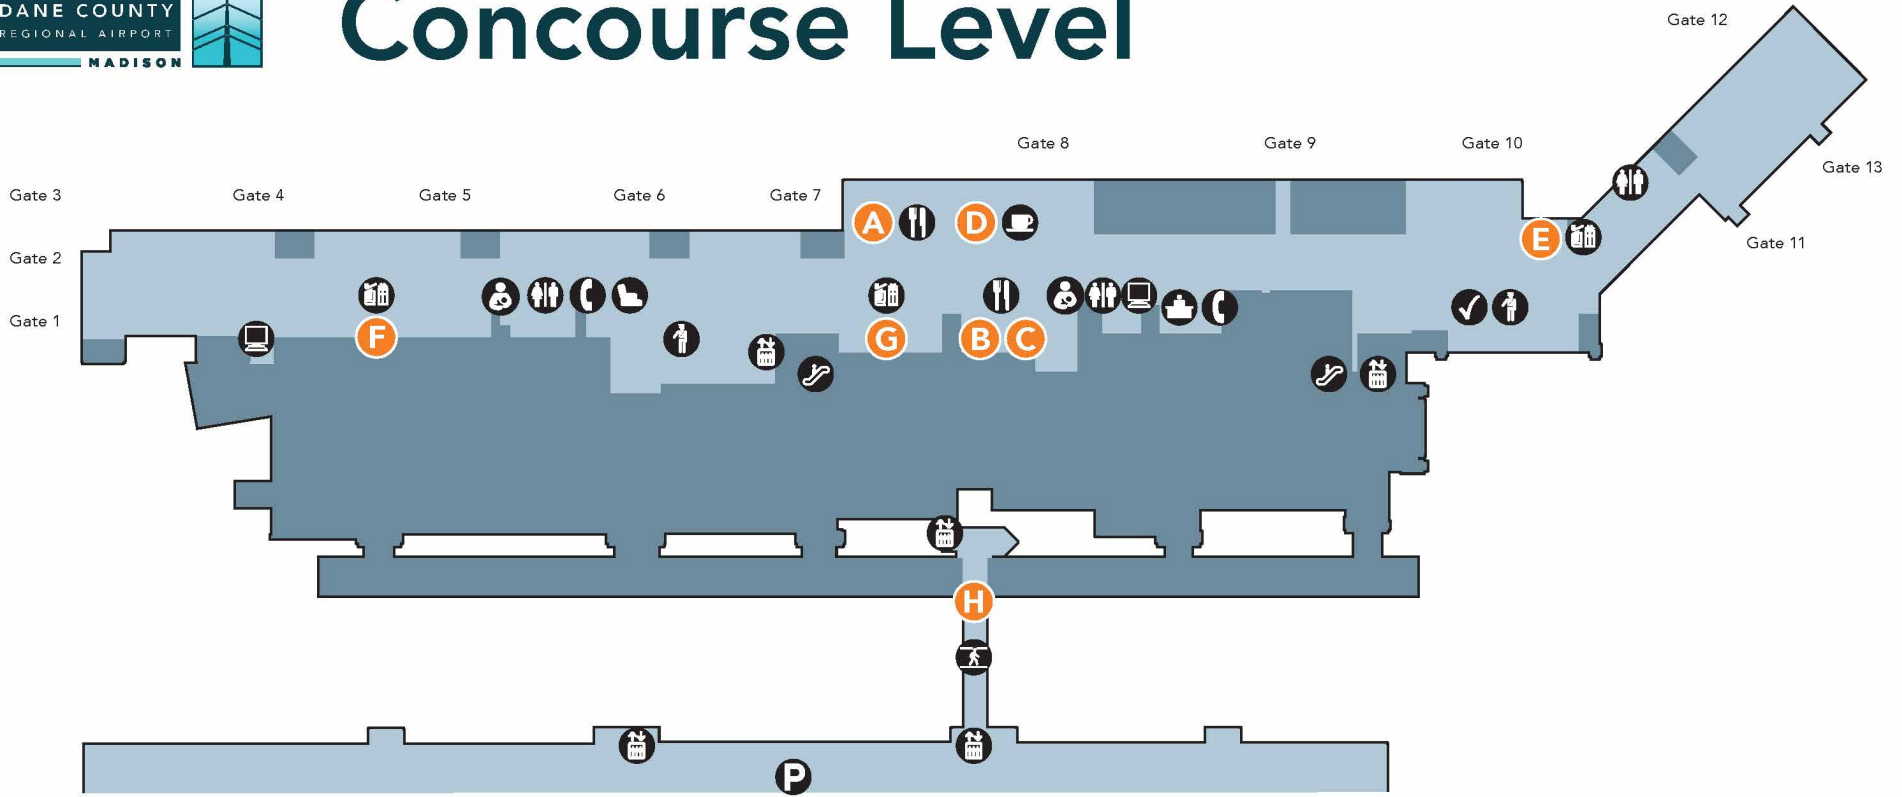 DANE COUNTY
REGIONAL AIRPORT
MADISON
Concourse Level
Gate 12
Gate 8
Gate 9
Gate 10
Gate 13
Gate 3
Gate 4
Gate 5
Gate 6
Gate 7
A
D
E
Gate 11
Gate 2
Gate 1
F
G
B
C
H
P